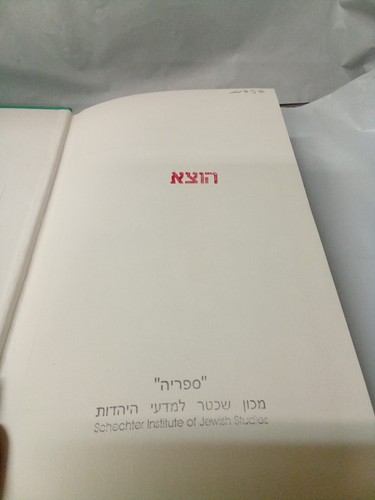 הוצא
"ספריה"
מכון שכטר למדעי היהדות
Schechter Institute of Jewish Studies